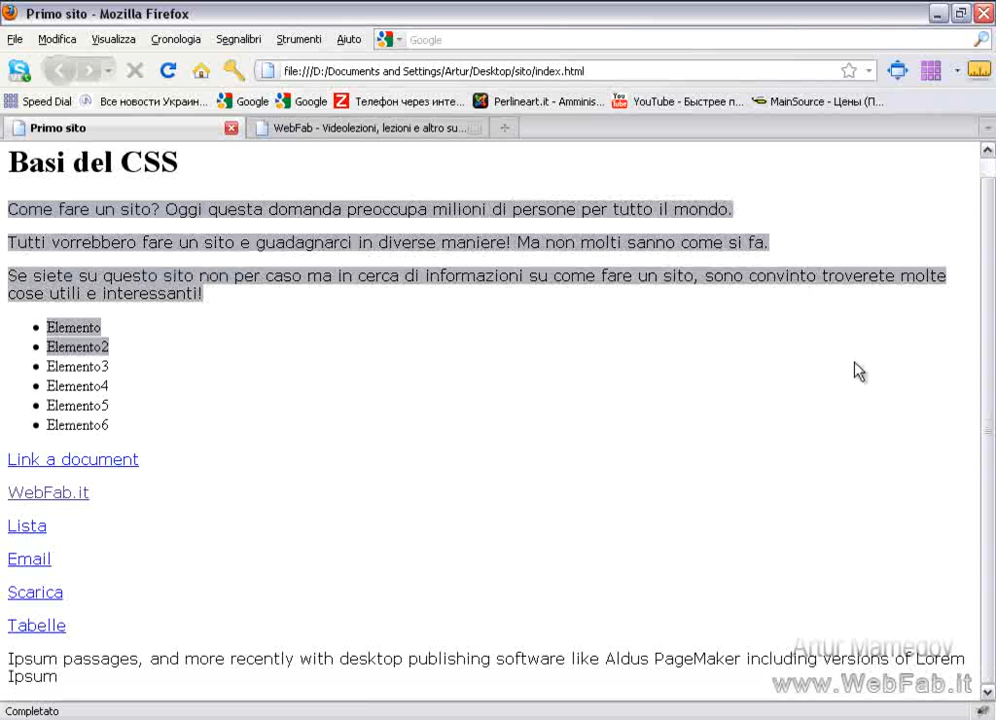 Primo sito - Mozilla Firefox
File Modifica Visualizza Cronologia Segnalibri Strumenti Aiuto Google
file:///D:/Documents and Settings/Artur/Desktop/sito/index.html
Speed Dial Все новости Украин... Google Google Телефон через инте... Perlineart.it - Amminis... YouTube - Быстрее п... MainSource - Цены (П...
Primo sito WebFab - Videolezioni, lezioni e altro su...
Basi del CSS
Come fare un sito? Oggi questa domanda preoccupa milioni di persone per tutto il mondo.
Tutti vorrebbero fare un sito e guadagnarci in diverse maniere! Ma non molti sanno come si fa.
Se siete su questo sito non per caso ma in cerca di informazioni su come fare un sito, sono convinto troverete molte
cose utili e interessanti!
Elemento
Elemento2
Elemento3
Elemento4
Elemento5
Elemento6
Link a document
WebFab.it
Lista
Email
Scarica
Tabelle
Artur Mamedov
Ipsum passages, and more recently with desktop publishing software like Aldus PageMaker including versions of Lorem
Ipsum
www.WebFab.it
Completato